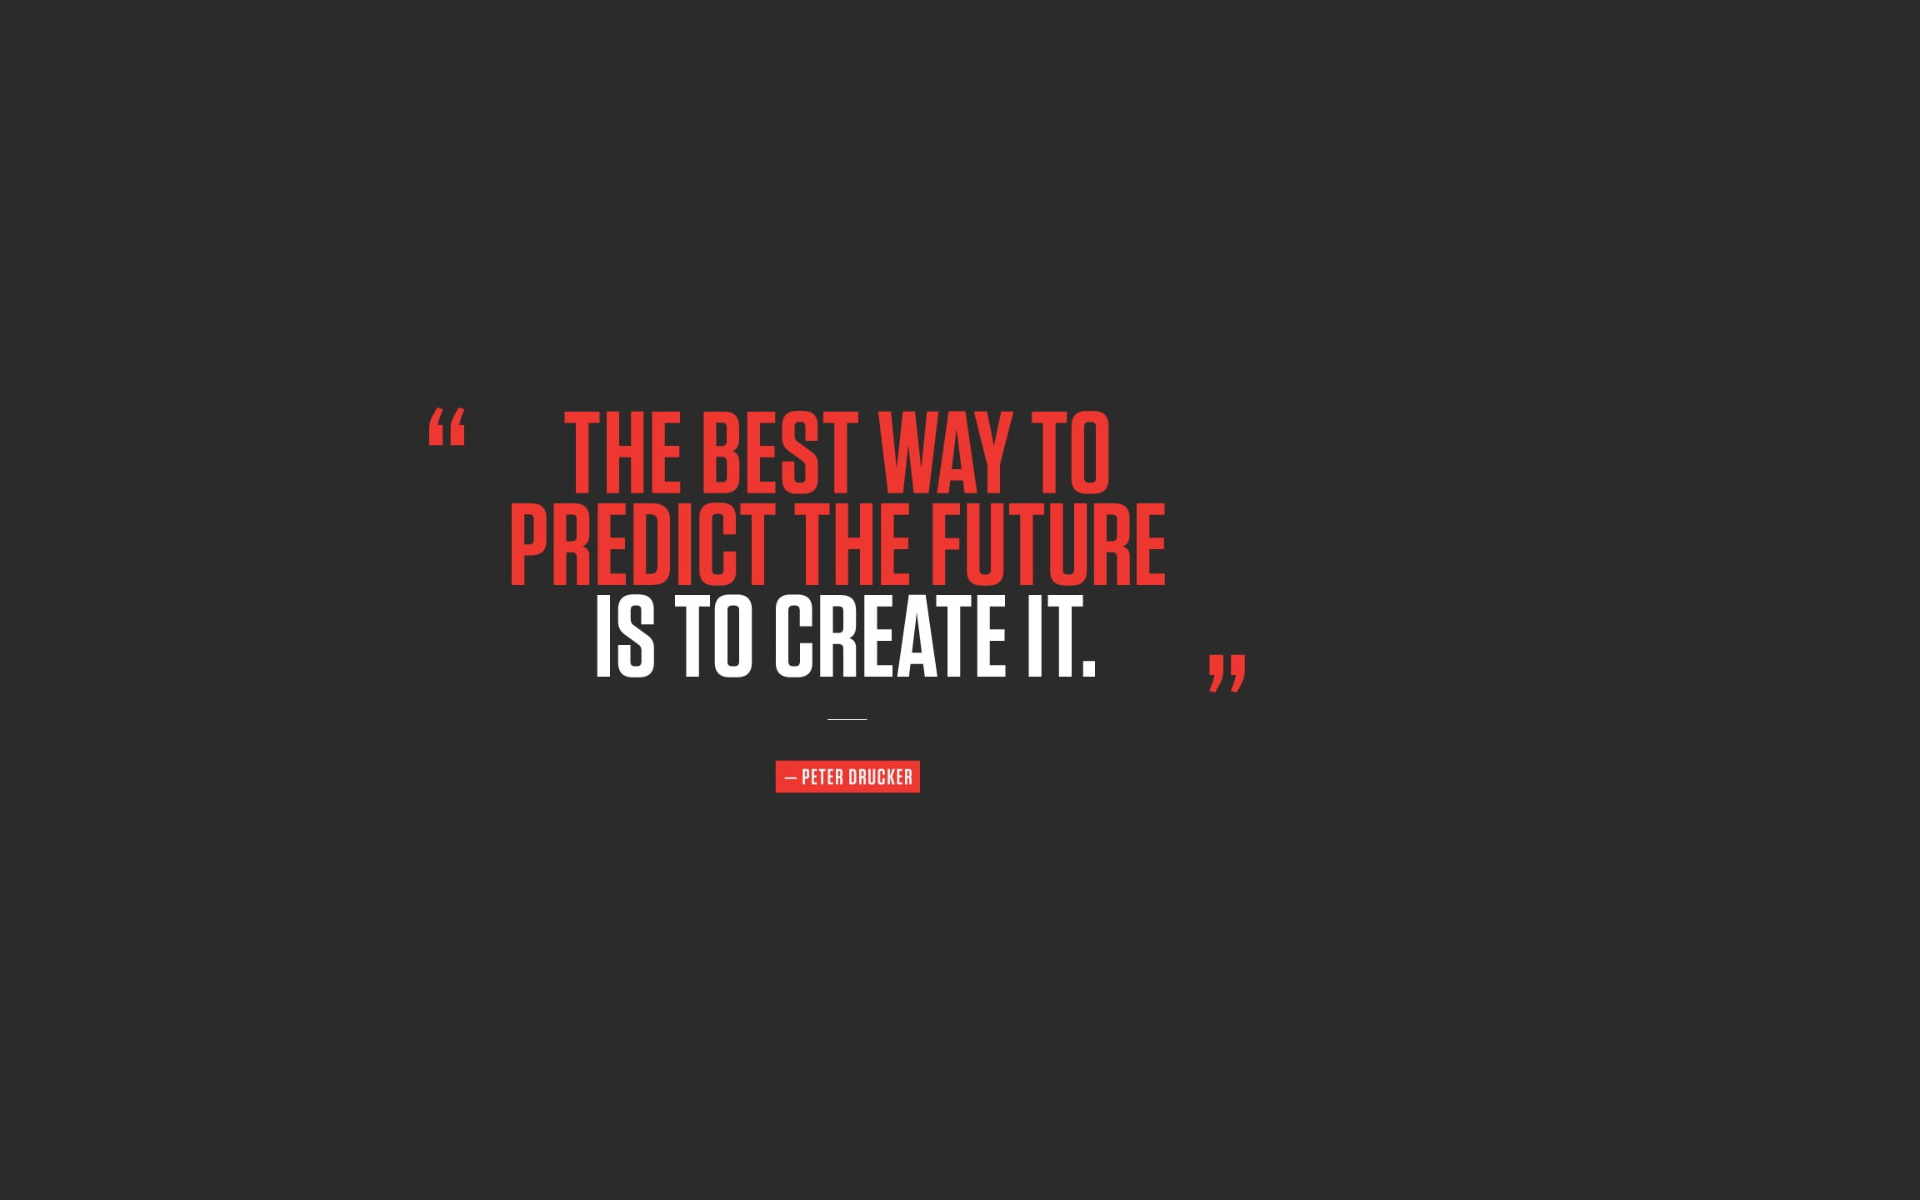 “ THE BEST WAY TO
PREDICT THE FUTURE
IS TO CREATE IT. ”
— PETER DRUCKER